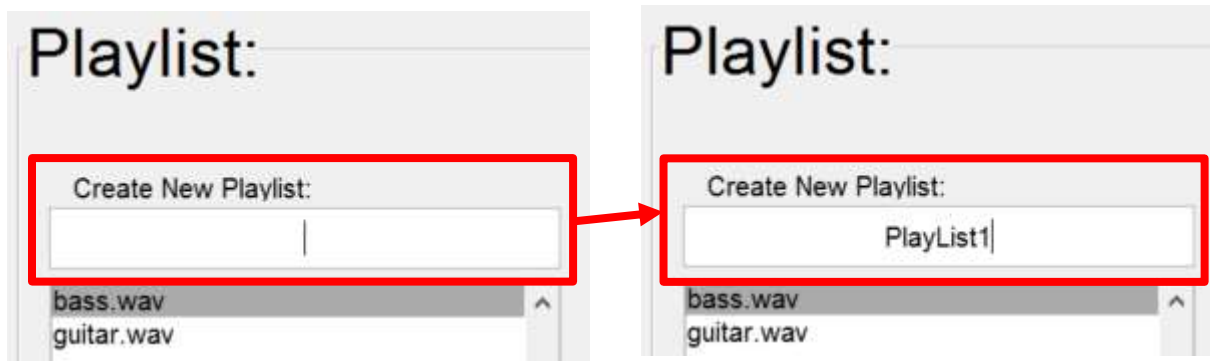 Playlist:
Create New Playlist:
bass.wav
guitar.wav
Playlist:
Create New Playlist:
PlayList1
bass.wav
guitar.wav